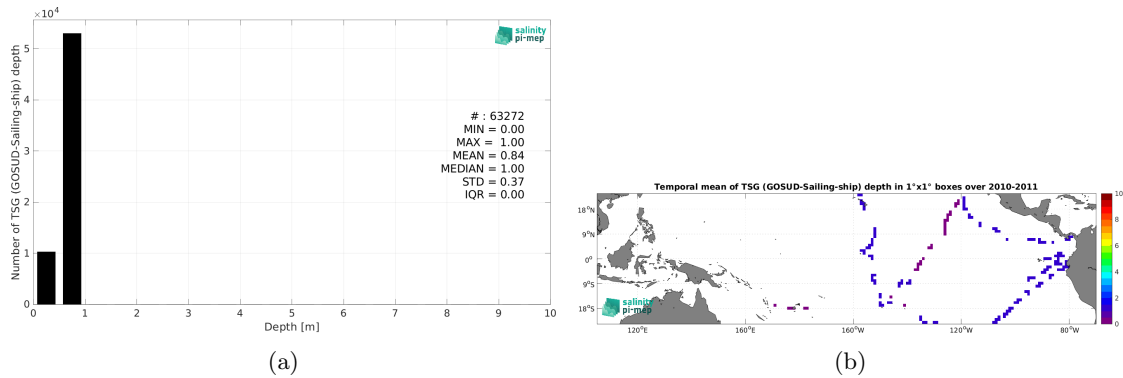 ×10⁴
5
4
3
2
1
0
Number of TSG (GOSUD-Sailing-ship) depth
0 1 2 3 4 5 6 7 8 9 10
Depth [m]
salinity
pi-mep
# : 63272
MIN = 0.00
MAX = 1.00
MEAN = 0.84
MEDIAN = 1.00
STD = 0.37
IQR = 0.00
(a)
Temporal mean of TSG (GOSUD-Sailing-ship) depth in 1°x1° boxes over 2010-2011
18°N
9°N
0°
9°S
18°S
120°E 160°E 160°W 120°W 80°W
salinity
pi-mep
10
8
6
4
2
0
(b)